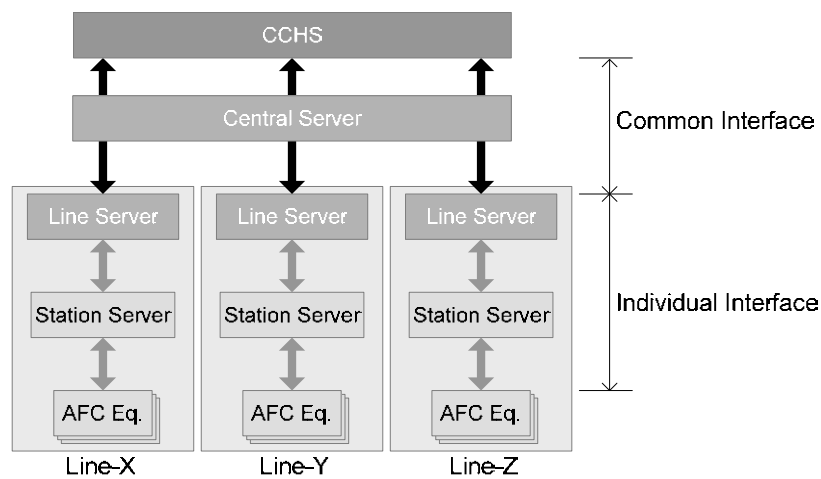 CCHS
Central Server
Common Interface
Line Server
Line Server
Line Server
Station Server
Station Server
Station Server
Individual Interface
AFC Eq.
AFC Eq.
AFC Eq.
Line-X
Line-Y
Line-Z